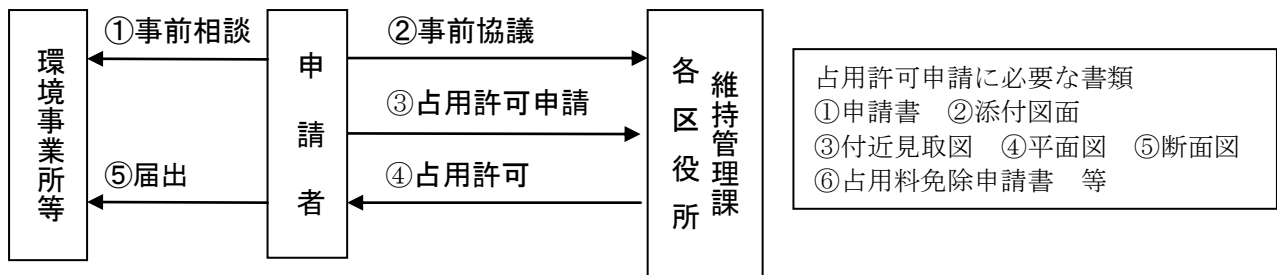 環境事業所等
①事前相談
⑤届出
申請者
②事前協議
③占用許可申請
④占用許可
各区役所
維持管理課
占用許可申請に必要な書類
①申請書　②添付図面
③付近見取図　④平面図　⑤断面図
⑥占用料免除申請書　等